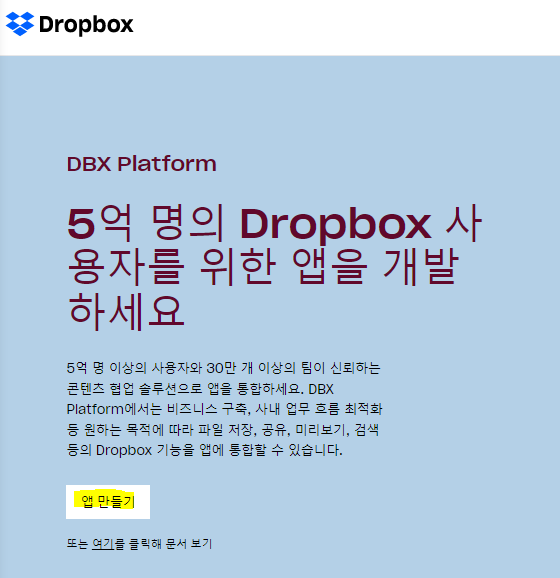 Dropbox
DBX Platform
5억 명의 Dropbox 사
용자를 위한 앱을 개발
하세요
5억 명 이상의 사용자와 30만 개 이상의 팀이 신뢰하는
콘텐츠 협업 솔루션으로 앱을 통합하세요. DBX
Platform에서는 비즈니스 구축, 사내 업무 흐름 최적화
등 원하는 목적에 따라 파일 저장, 공유, 미리보기, 검색
등의 Dropbox 기능을 앱에 통합할 수 있습니다.
앱 만들기
또는 여기를 클릭해 문서 보기